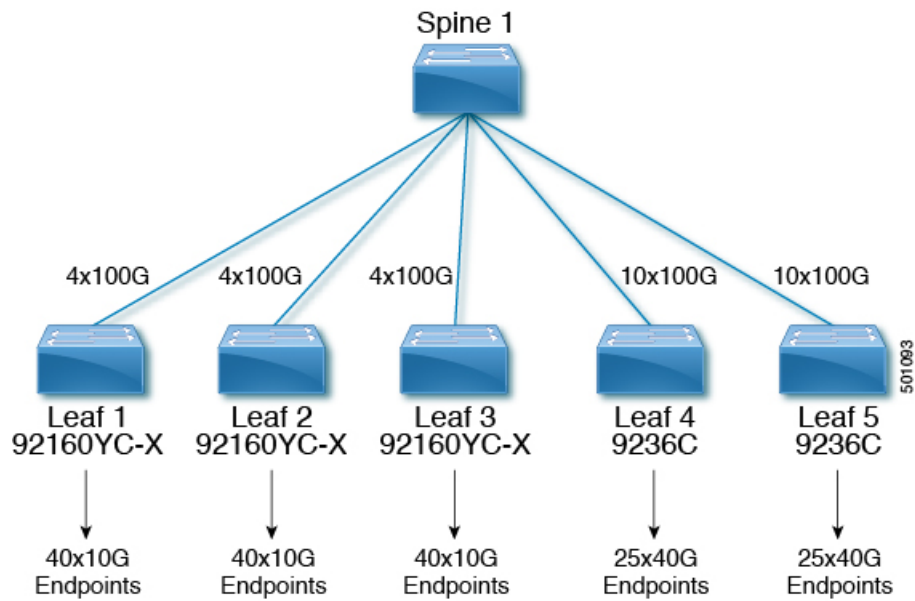 Spine 1
4x100G
4x100G
4x100G
10x100G
10x100G
501093
Leaf 1
92160YC-X
Leaf 2
92160YC-X
Leaf 3
92160YC-X
Leaf 4
9236C
Leaf 5
9236C
40x10G
Endpoints
40x10G
Endpoints
40x10G
Endpoints
25x40G
Endpoints
25x40G
Endpoints